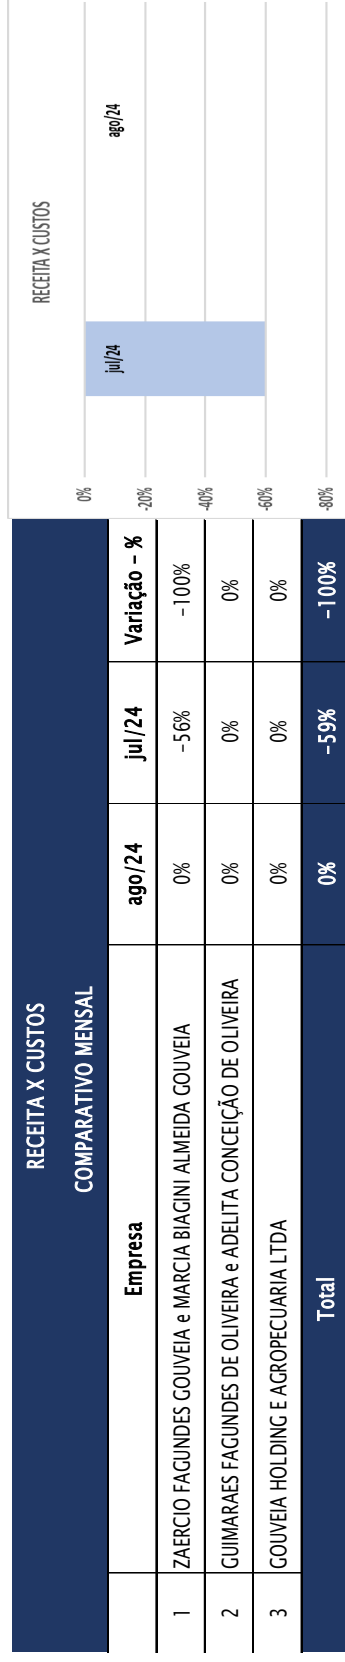 RECEITA X CUSTOS
COMPARATIVO MENSAL
Empresa ago/24 jul/24 Variação – %
1 ZAERCIO FAGUNDES GOUVEIA e MARCIA BIAGINI ALMEIDA GOUVEIA 0% -56% -100%
2 GUIMARAES FAGUNDES DE OLIVEIRA e ADELITA CONCEIÇÃO DE OLIVEIRA 0% 0% 0%
3 GOUVEIA HOLDING E AGROPECUARIA LTDA 0% 0% 0%
Total 0% -59% -100%
RECEITA X CUSTOS
0%
jul/24 ago/24
-20%
-40%
-60%
-80%